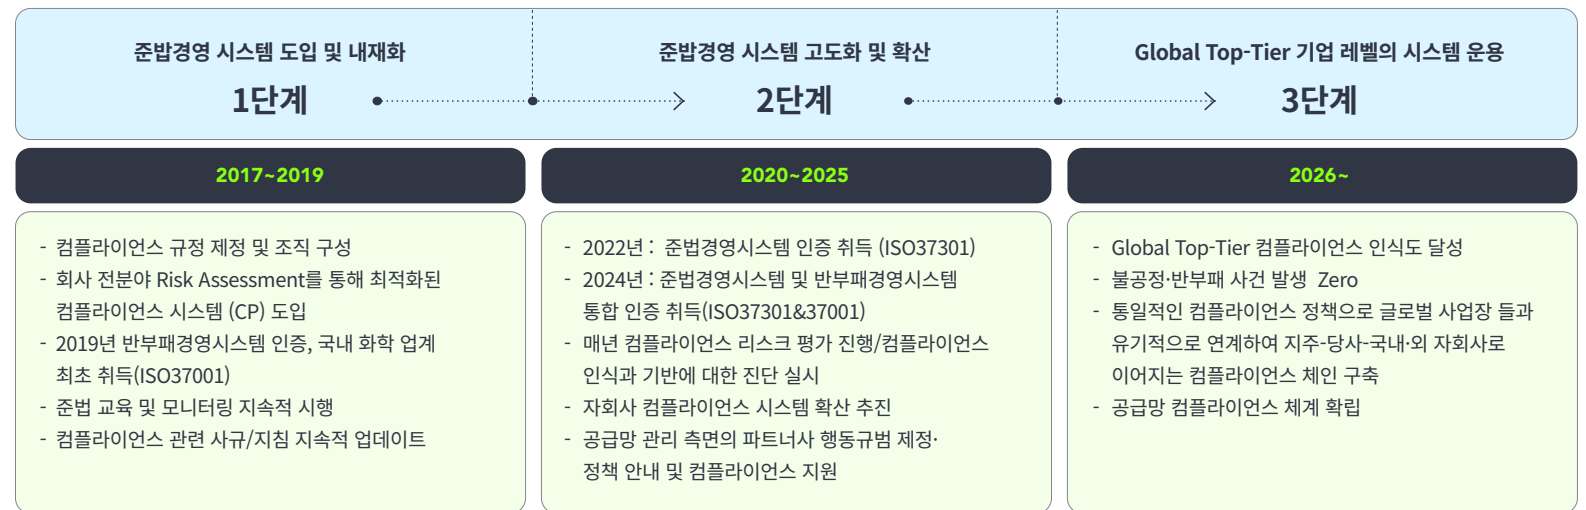 준밥경영 시스템 도입 및 내재화
1단계
준밥경영 시스템 고도화 및 확산
2단계
Global Top-Tier 기업 레벨의 시스템 운용
3단계
2017~2019
- 컴플라이언스 규정 제정 및 조직 구성
- 회사 전분야 Risk Assessment를 통해 최적화된
컴플라이언스 시스템 (CP) 도입
- 2019년 반부패경영시스템 인증, 국내 화학 업계
최초 취득(ISO37001)
- 준법 교육 및 모니터링 지속적 시행
- 컴플라이언스 관련 사규/지침 지속적 업데이트
2020~2025
- 2022년 : 준법경영시스템 인증 취득 (ISO37301)
- 2024년 : 준법경영시스템 및 반부패경영시스템
통합 인증 취득(ISO37301&37001)
- 매년 컴플라이언스 리스크 평가 진행/컴플라이언스
인식과 기반에 대한 진단 실시
- 자회사 컴플라이언스 시스템 확산 추진
- 공급망 관리 측면의 파트너사 행동규범 제정·
정책 안내 및 컴플라이언스 지원
2026~
- Global Top-Tier 컴플라이언스 인식도 달성
- 불공정·반부패 사건 발생 Zero
- 통일적인 컴플라이언스 정책으로 글로벌 사업장 들과
유기적으로 연계하여 지주-당사-국내·외 자회사로
이어지는 컴플라이언스 체인 구축
- 공급망 컴플라이언스 체계 확립